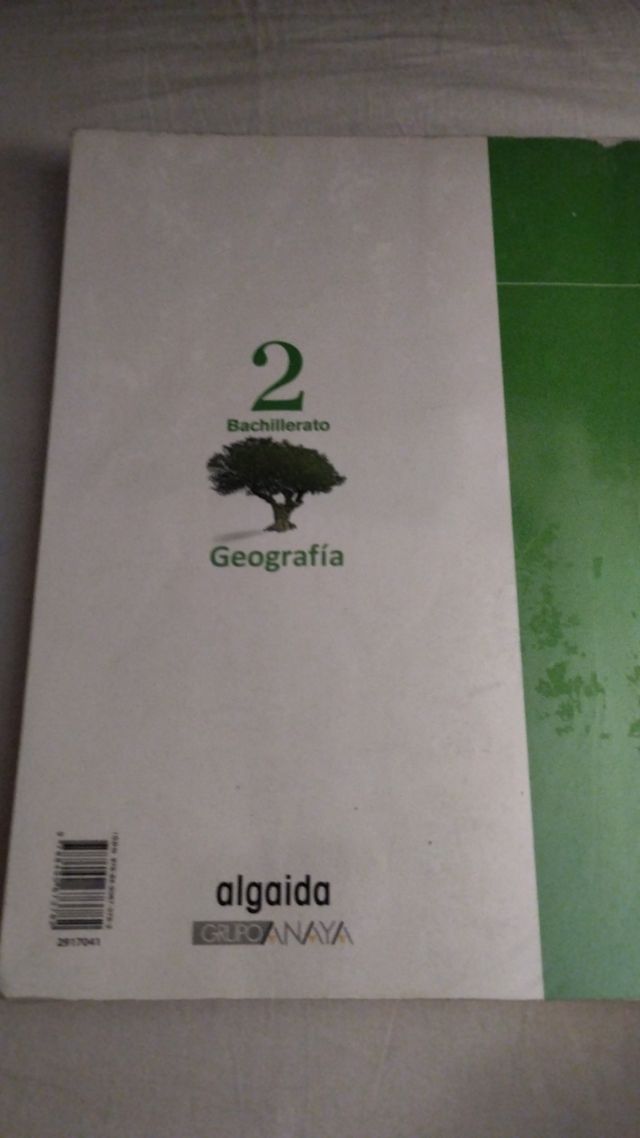 2
Bachillerato
Geografía
algaida
GRUPO ANAYA
2917041